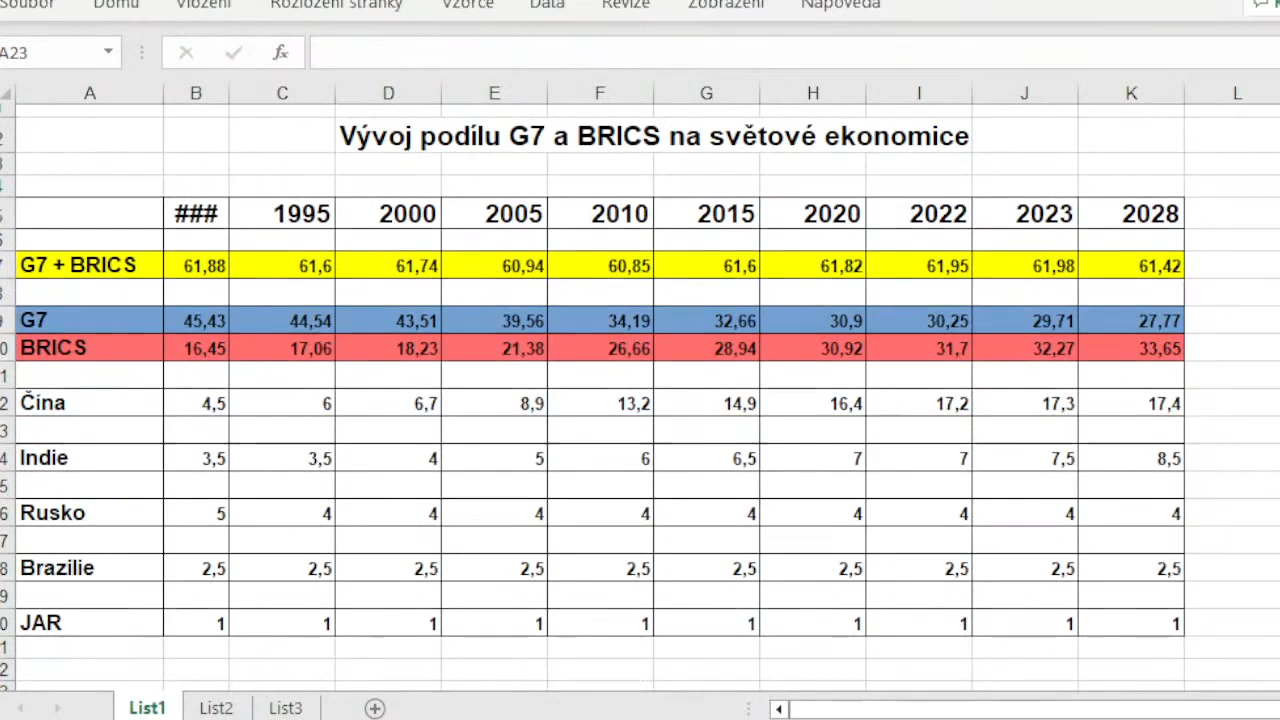 Soubor Domů Vložení Rozložení stránky Vzorce Data Revize Zobrazení Nápověda
A23 fx
A B C D E F G H I J K L
Vývoj podílu G7 a BRICS na světové ekonomice
### 1995 2000 2005 2010 2015 2020 2022 2023 2028
G7 + BRICS 61,88 61,6 61,74 60,94 60,85 61,6 61,82 61,95 61,98 61,42
G7 45,43 44,54 43,51 39,56 34,19 32,66 30,9 30,25 29,71 27,77
BRICS 16,45 17,06 18,23 21,38 26,66 28,94 30,92 31,7 32,27 33,65
Čína 4,5 6 6,7 8,9 13,2 14,9 16,4 17,2 17,3 17,4
Indie 3,5 3,5 4 5 6 6,5 7 7 7,5 8,5
Rusko 5 4 4 4 4 4 4 4 4 4
Brazilie 2,5 2,5 2,5 2,5 2,5 2,5 2,5 2,5 2,5 2,5
JAR 1 1 1 1 1 1 1 1 1 1
List1 List2 List3